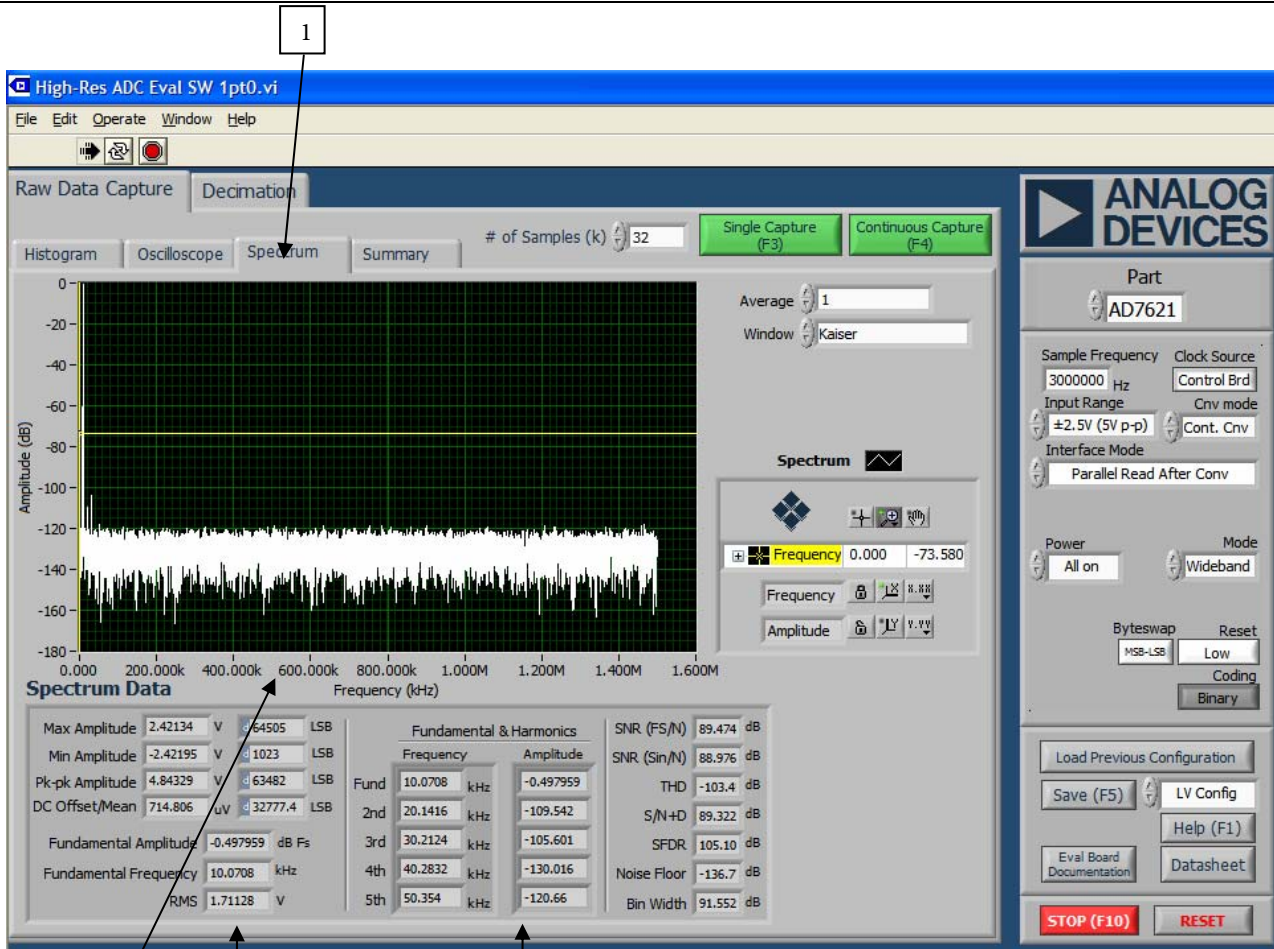 1
High-Res ADC Eval SW 1pt0.vi
File Edit Operate Window Help
Raw Data Capture Decimation
# of Samples (k) 32
Single Capture (F3)
Continuous Capture (F4)
Histogram Oscilloscope Spectrum Summary
ANALOG DEVICES
Part
AD7621
Average 1
Window Kaiser
Sample Frequency Clock Source
3000000 Hz Control Brd
Input Range Cnv mode
±2.5V (5V p-p) Cont. Cnv
Interface Mode
Parallel Read After Conv
Power Mode
All on Wideband
Byteswap Reset
MSB-LSB Low
Coding
Binary
Amplitude (dB)
0
-20
-40
-60
-80
-100
-120
-140
-160
-180
0.000 200.000k 400.000k 600.000k 800.000k 1.000M 1.200M 1.400M 1.600M
Frequency (kHz)
Spectrum
Frequency 0.000 -73.580
Frequency X.XX
Amplitude Y.YY
Spectrum Data
Max Amplitude 2.42134 V d 64505 LSB
Min Amplitude -2.42195 V d 1023 LSB
Pk-pk Amplitude 4.84329 V d 63482 LSB
DC Offset/Mean 714.806 uV d 32777.4 LSB
Fundamental Amplitude -0.497959 dB Fs
Fundamental Frequency 10.0708 kHz
RMS 1.71128 V
Fundamental & Harmonics
Frequency Amplitude
Fund 10.0708 kHz -0.497959
2nd 20.1416 kHz -109.542
3rd 30.2124 kHz -105.601
4th 40.2832 kHz -130.016
5th 50.354 kHz -120.66
SNR (FS/N) 89.474 dB
SNR (Sin/N) 88.976 dB
THD -103.4 dB
S/N+D 89.322 dB
SFDR 105.10 dB
Noise Floor -136.7 dB
Bin Width 91.552 dB
Load Previous Configuration
Save (F5) LV Config
Help (F1)
Eval Board Documentation
Datasheet
STOP (F10) RESET